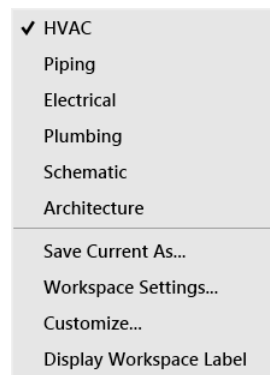 HVAC
Piping
Electrical
Plumbing
Schematic
Architecture
Save Current As...
Workspace Settings...
Customize...
Display Workspace Label